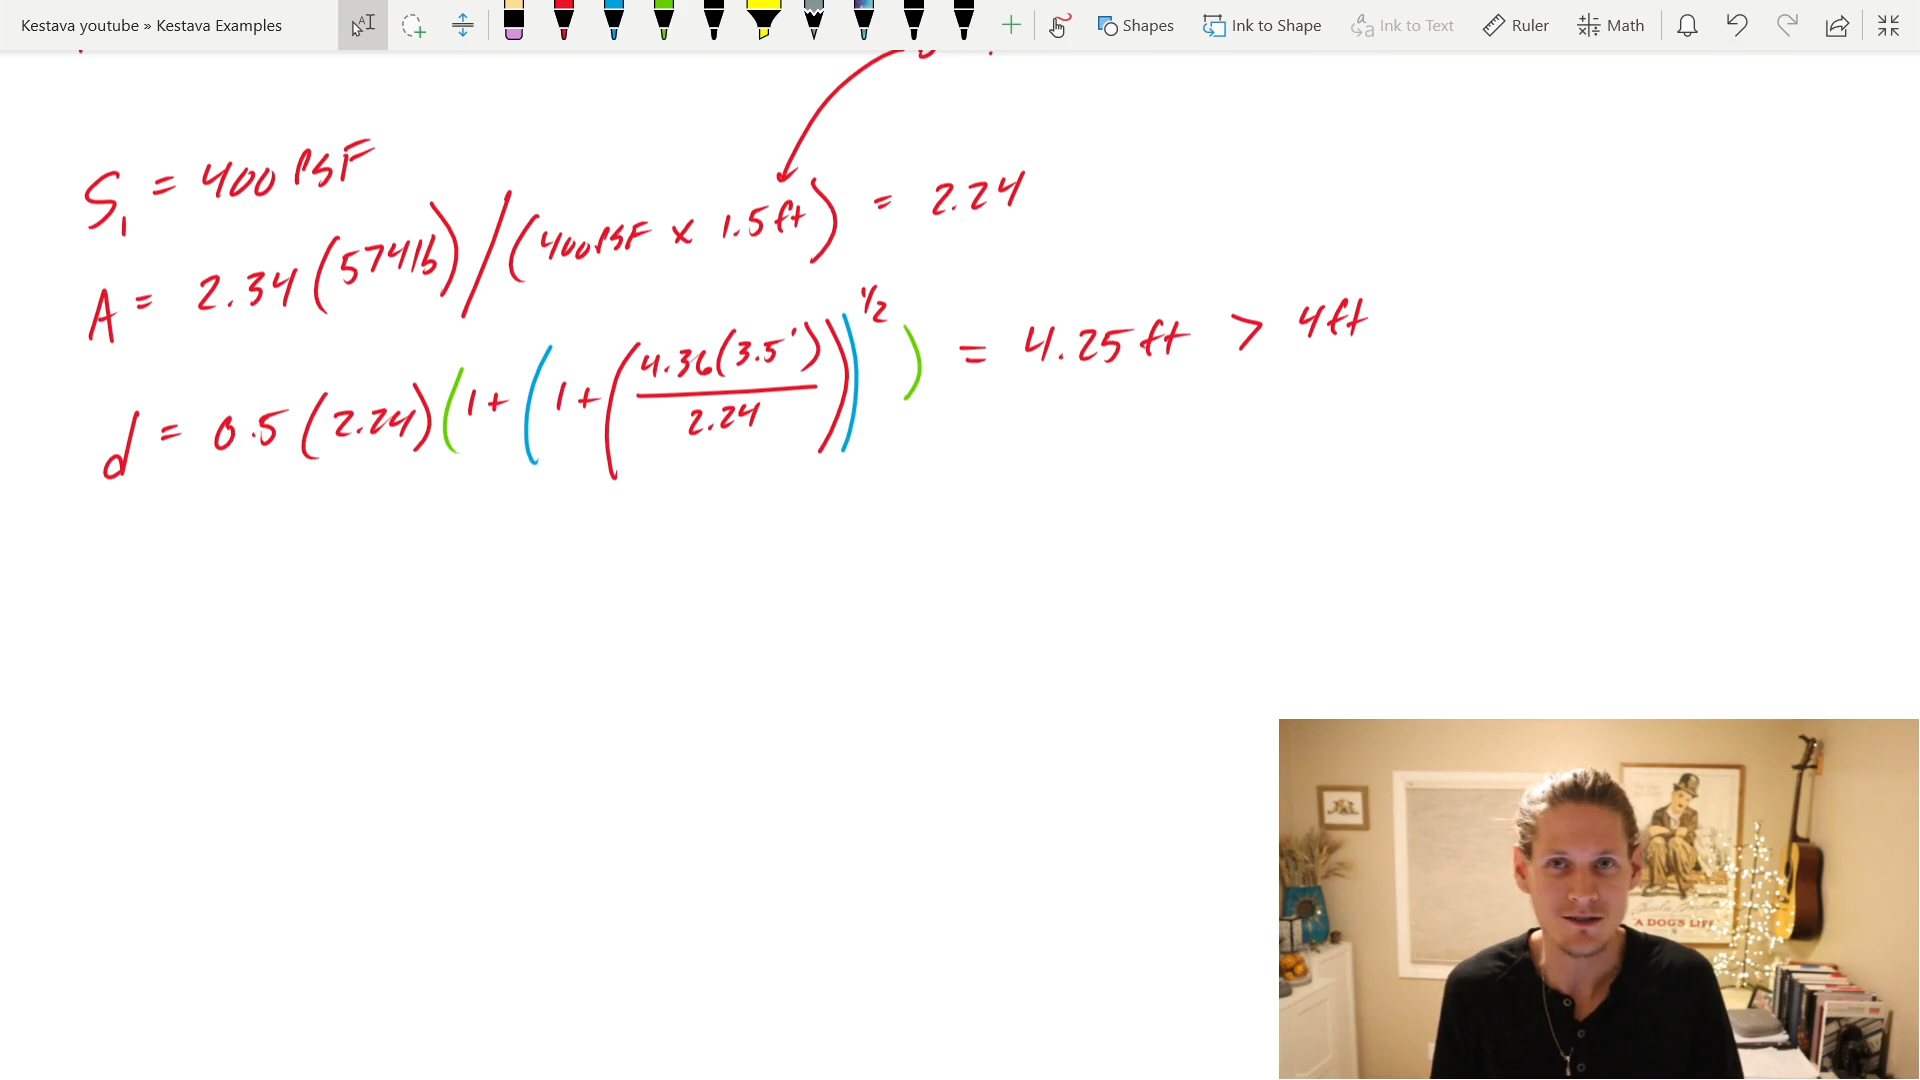 Kestava youtube » Kestava Examples
Shapes
Ink to Shape
Ink to Text
Ruler
Math
S₁ = 400 PSF
A = 2.34 (574lb) / (400PSF x 1.5ft) = 2.24
d = 0.5 (2.24) (1 + (1 + (4.36(3.5') / 2.24))^1/2) = 4.25 ft > 4ft
A DOG'S LIFE